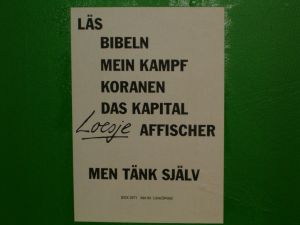 LÄS
BIBELN
MEIN KAMPF
KORANEN
DAS KAPITAL
Loesje AFFISCHER
MEN TÄNK SJÄLV